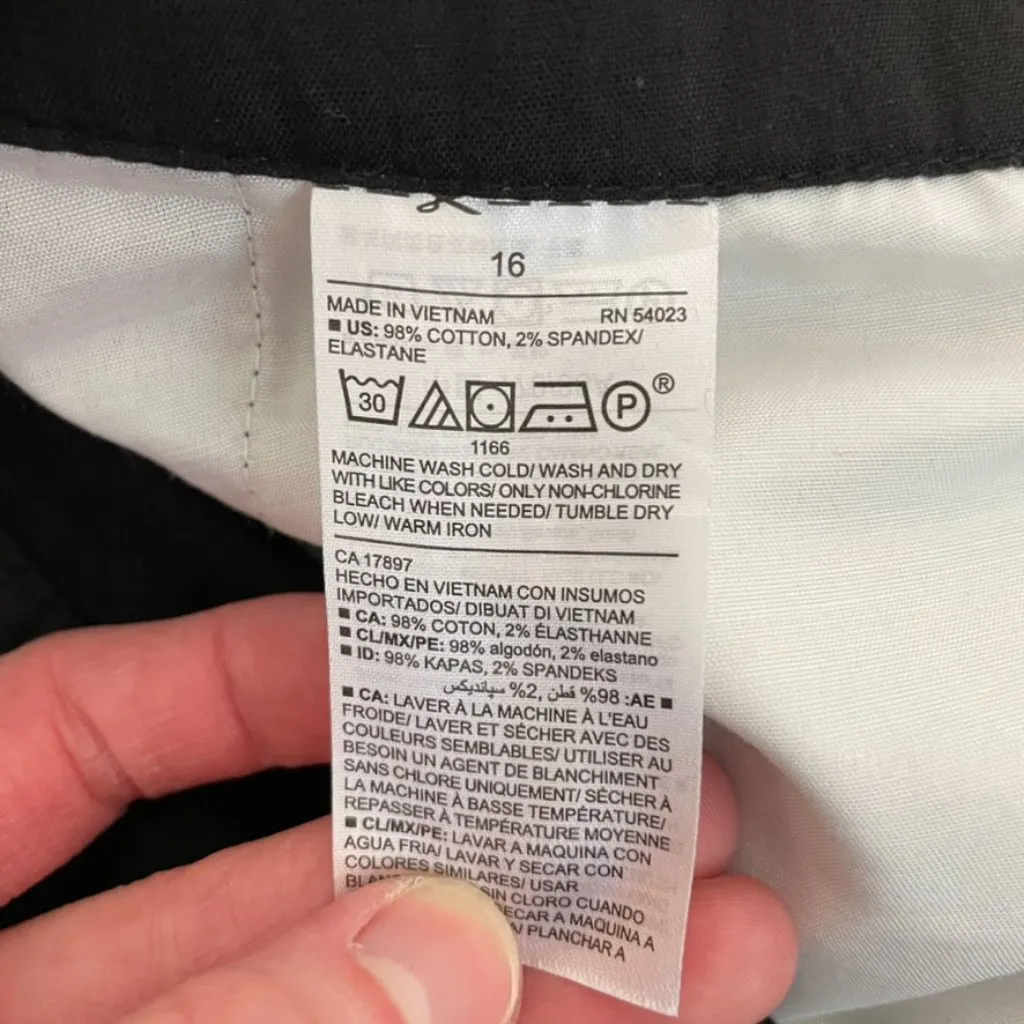 16
MADE IN VIETNAM RN 54023
■ US: 98% COTTON, 2% SPANDEX/
ELASTANE
30 P ®
1166
MACHINE WASH COLD/ WASH AND DRY
WITH LIKE COLORS/ ONLY NON-CHLORINE
BLEACH WHEN NEEDED/ TUMBLE DRY
LOW/ WARM IRON
CA 17897
HECHO EN VIETNAM CON INSUMOS
IMPORTADOS/ DIBUAT DI VIETNAM
■ CA: 98% COTON, 2% ÉLASTHANNE
■ CL/MX/PE: 98% algodón, 2% elastano
■ ID: 98% KAPAS, 2% SPANDEKS
■ AE: 98% قطن, 2% سباندیكس
■ CA: LAVER À LA MACHINE À L'EAU
FROIDE/ LAVER ET SÉCHER AVEC DES
COULEURS SEMBLABLES/ UTILISER AU
BESOIN UN AGENT DE BLANCHIMENT
SANS CHLORE UNIQUEMENT/ SÉCHER À
LA MACHINE À BASSE TEMPÉRATURE/
REPASSER À TEMPÉRATURE MOYENNE
■ CL/MX/PE: LAVAR A MAQUINA CON
AGUA FRIA/ LAVAR Y SECAR CON
COLORES SIMILARES/ USAR
SIN CLORO CUANDO
ECAR A MAQUINA A
PLANCHAR A